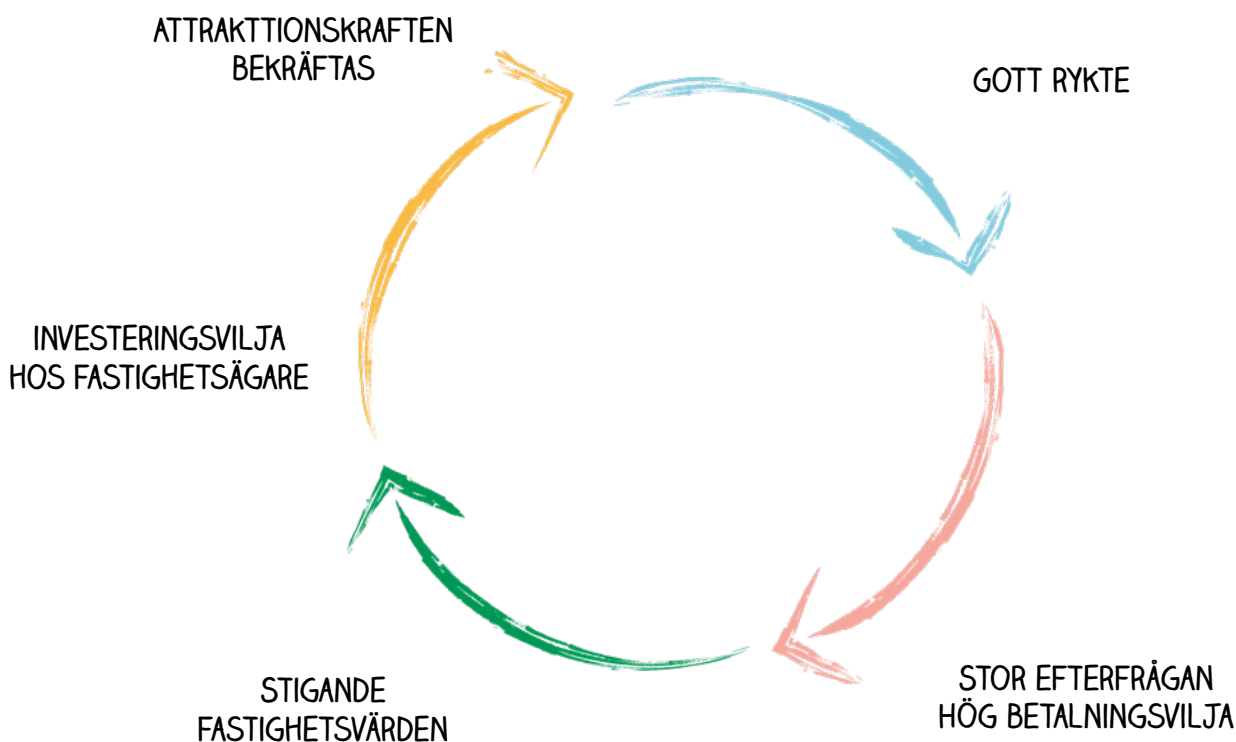 ATTRAKTTIONSKRAFTEN
BEKRÄFTAS
GOTT RYKTE
INVESTERINGSVILJA
HOS FASTIGHETSÄGARE
STIGANDE
FASTIGHETSVÄRDEN
STOR EFTERFRÅGAN
HÖG BETALNINGSVILJA